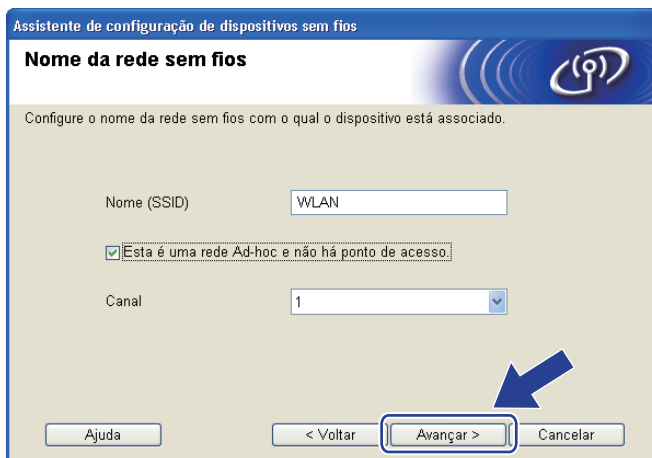 Assistente de configuração de dispositivos sem fios
Nome da rede sem fios
Configure o nome da rede sem fios com o qual o dispositivo está associado.
Nome (SSID) WLAN
Esta é uma rede Ad-hoc e não há ponto de acesso.
Canal 1
Ajuda < Voltar Avançar > Cancelar